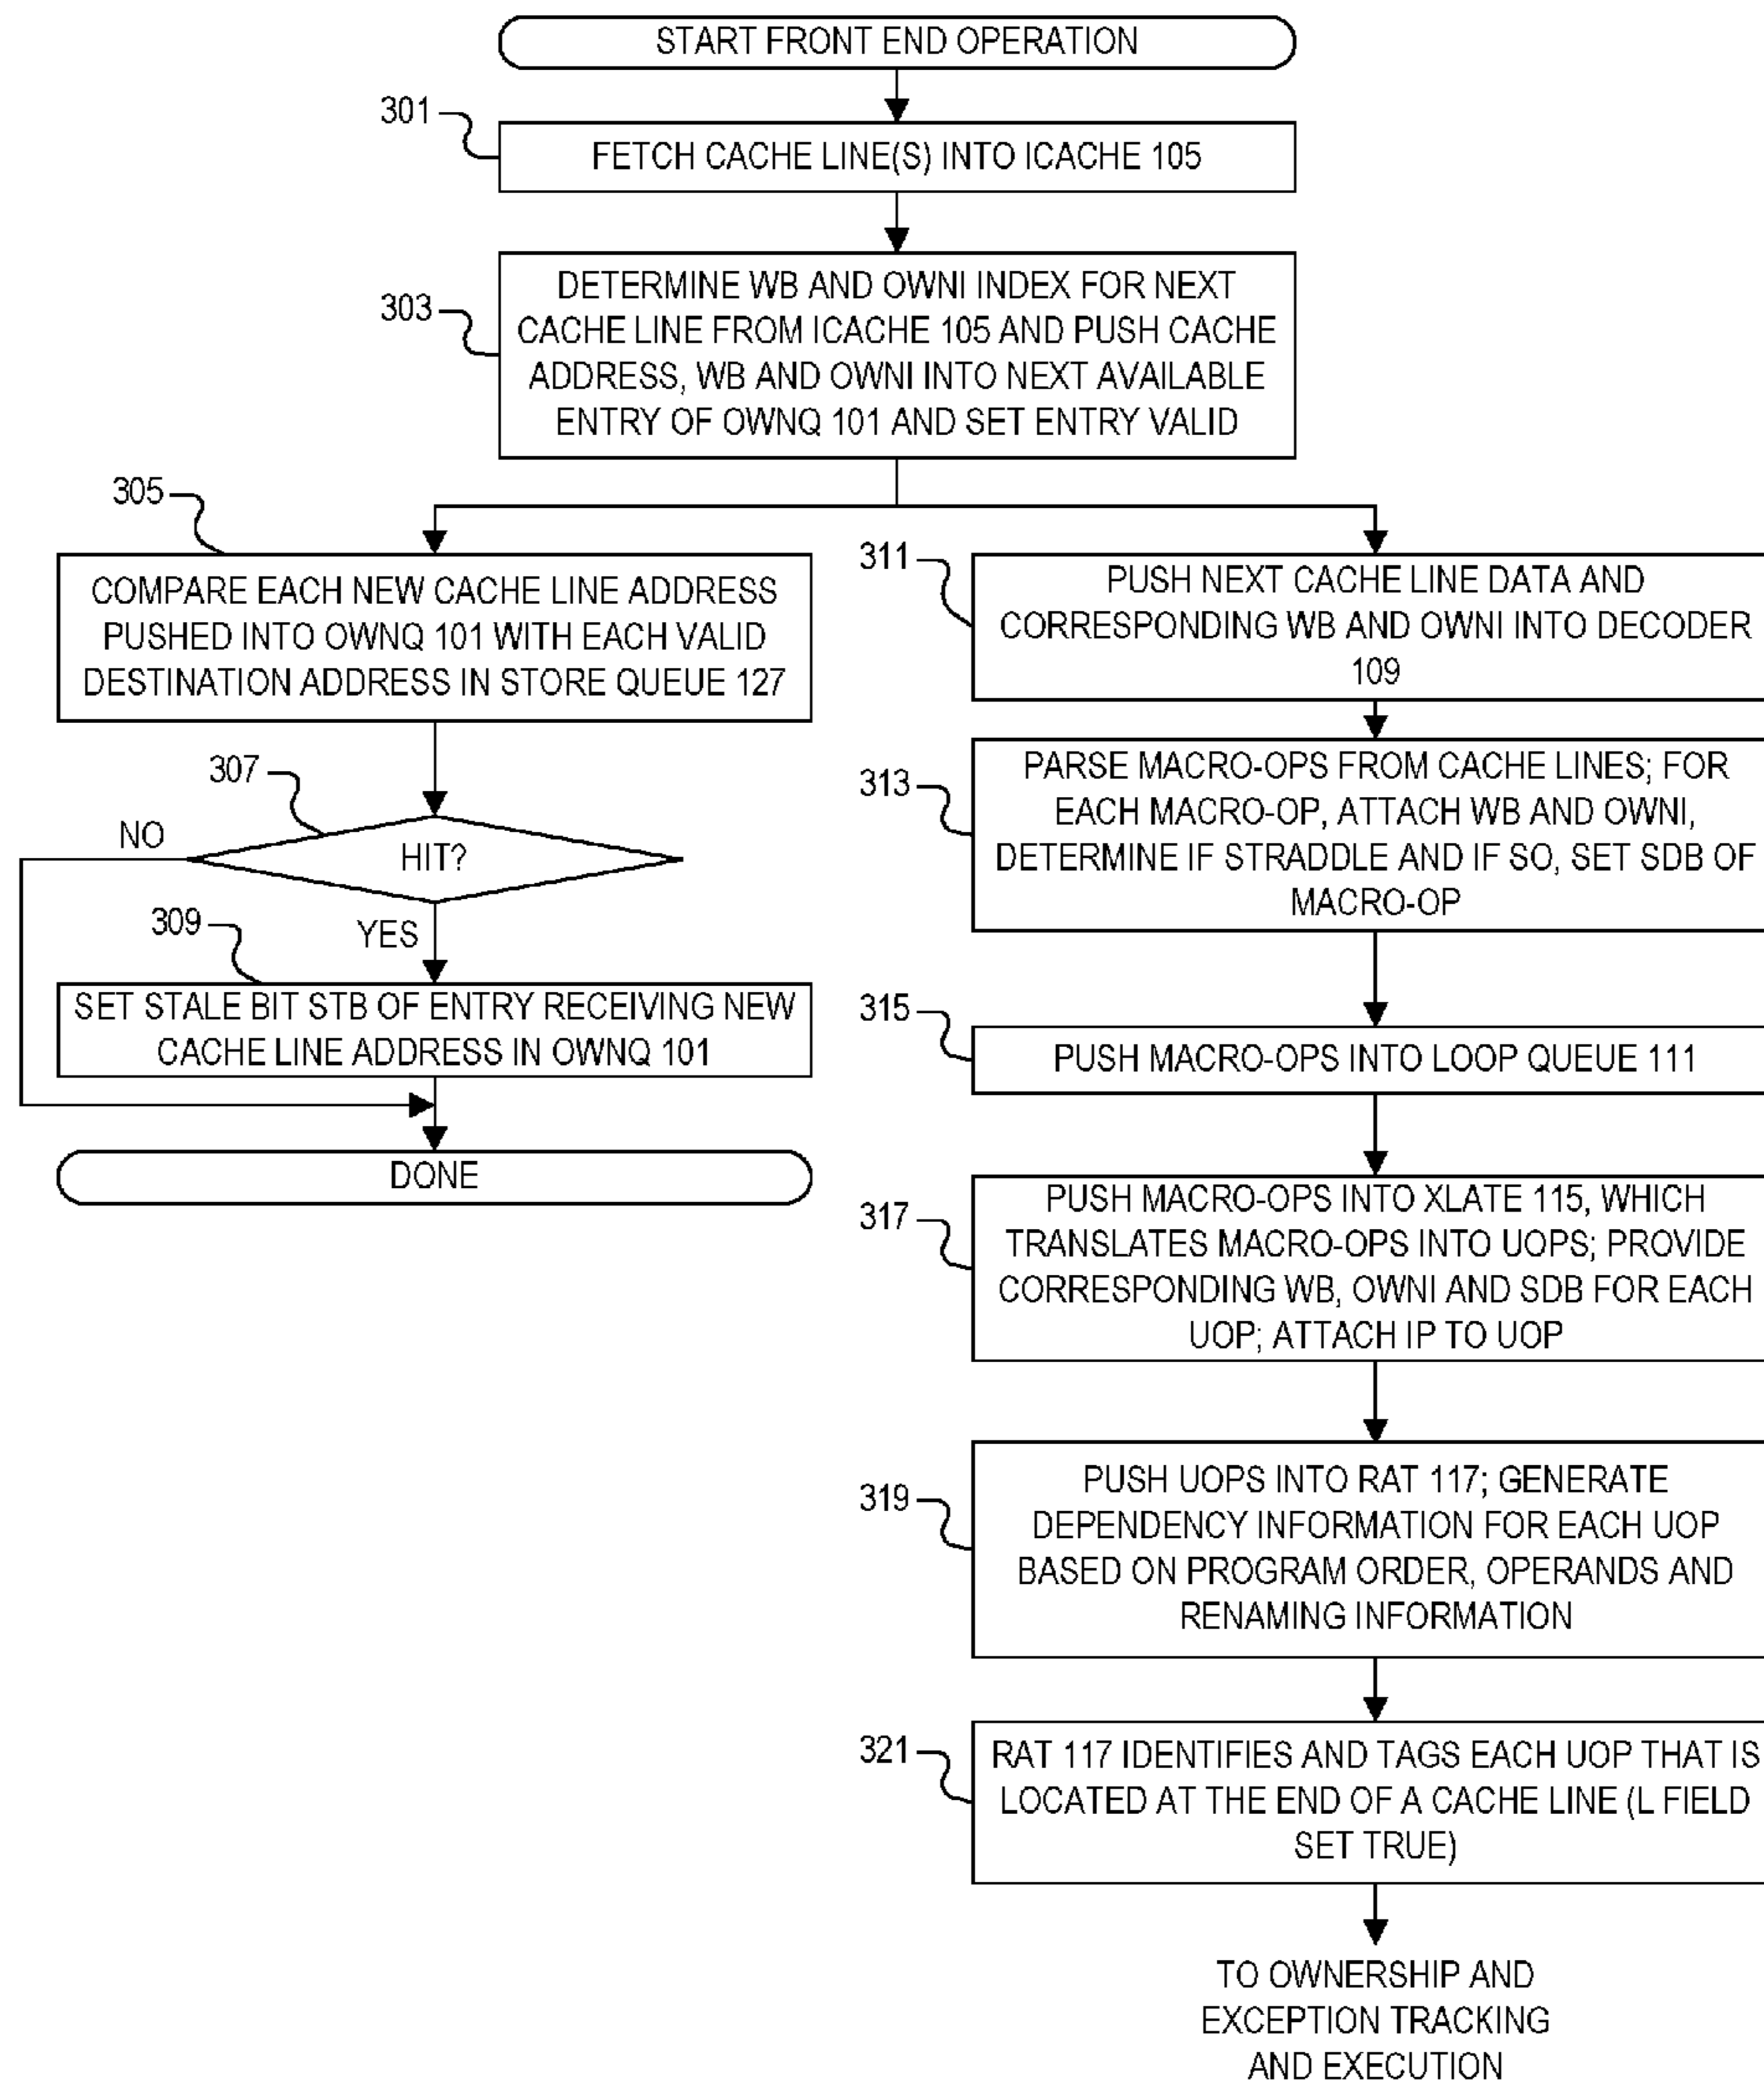 START FRONT END OPERATION
301
FETCH CACHE LINE(S) INTO ICACHE 105
303
DETERMINE WB AND OWNI INDEX FOR NEXT
CACHE LINE FROM ICACHE 105 AND PUSH CACHE
ADDRESS, WB AND OWNI INTO NEXT AVAILABLE
ENTRY OF OWNQ 101 AND SET ENTRY VALID
305
COMPARE EACH NEW CACHE LINE ADDRESS
PUSHED INTO OWNQ 101 WITH EACH VALID
DESTINATION ADDRESS IN STORE QUEUE 127
307
NO
HIT?
309
YES
SET STALE BIT STB OF ENTRY RECEIVING NEW
CACHE LINE ADDRESS IN OWNQ 101
DONE
311
PUSH NEXT CACHE LINE DATA AND
CORRESPONDING WB AND OWNI INTO DECODER
109
313
PARSE MACRO-OPS FROM CACHE LINES; FOR
EACH MACRO-OP, ATTACH WB AND OWNI,
DETERMINE IF STRADDLE AND IF SO, SET SDB OF
MACRO-OP
315
PUSH MACRO-OPS INTO LOOP QUEUE 111
317
PUSH MACRO-OPS INTO XLATE 115, WHICH
TRANSLATES MACRO-OPS INTO UOPS; PROVIDE
CORRESPONDING WB, OWNI AND SDB FOR EACH
UOP; ATTACH IP TO UOP
319
PUSH UOPS INTO RAT 117; GENERATE
DEPENDENCY INFORMATION FOR EACH UOP
BASED ON PROGRAM ORDER, OPERANDS AND
RENAMING INFORMATION
321
RAT 117 IDENTIFIES AND TAGS EACH UOP THAT IS
LOCATED AT THE END OF A CACHE LINE (L FIELD
SET TRUE)
TO OWNERSHIP AND
EXCEPTION TRACKING
AND EXECUTION